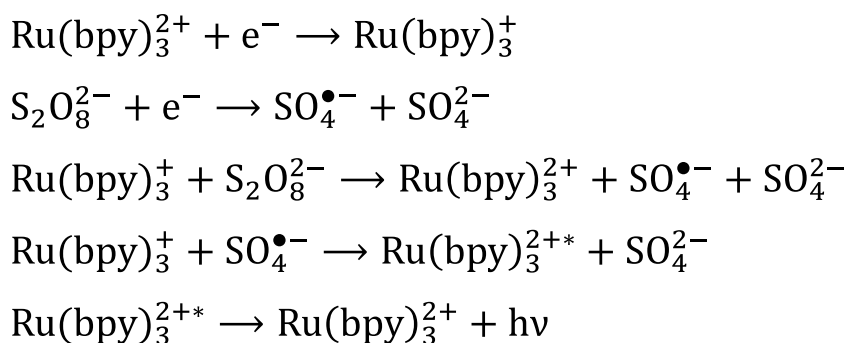 Ru(bpy)₃²⁺ + e⁻ ⟶ Ru(bpy)₃⁺
S₂O₈²⁻ + e⁻ ⟶ SO₄•⁻ + SO₄²⁻
Ru(bpy)₃⁺ + S₂O₈²⁻ ⟶ Ru(bpy)₃²⁺ + SO₄•⁻ + SO₄²⁻
Ru(bpy)₃⁺ + SO₄•⁻ ⟶ Ru(bpy)₃²⁺* + SO₄²⁻
Ru(bpy)₃²⁺* ⟶ Ru(bpy)₃²⁺ + hν